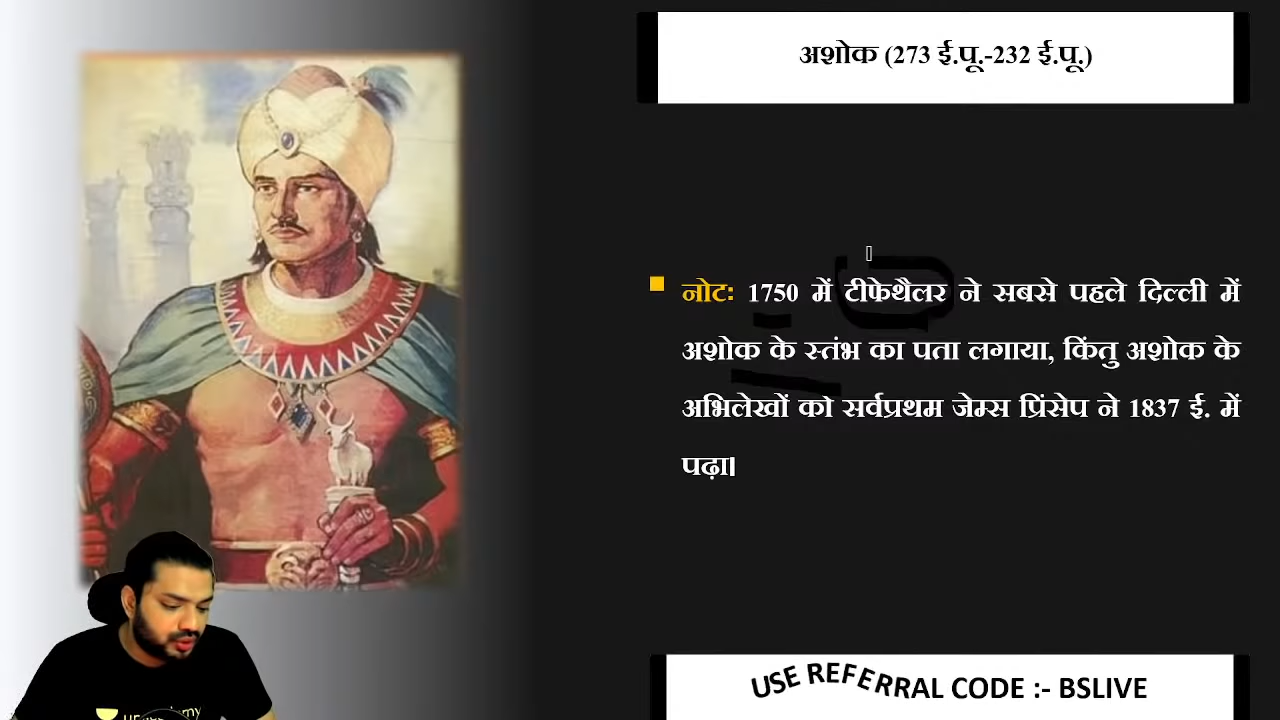 अशोक (273 ई.पू.-232 ई.पू.)
नोटः 1750 में टीफेथैलर ने सबसे पहले दिल्ली में
अशोक के स्तंभ का पता लगाया, किंतु अशोक के
अभिलेखों को सर्वप्रथम जेम्स प्रिंसेप ने 1837 ई. में
पढ़ा।
USE REFERRAL CODE :- BSLIVE